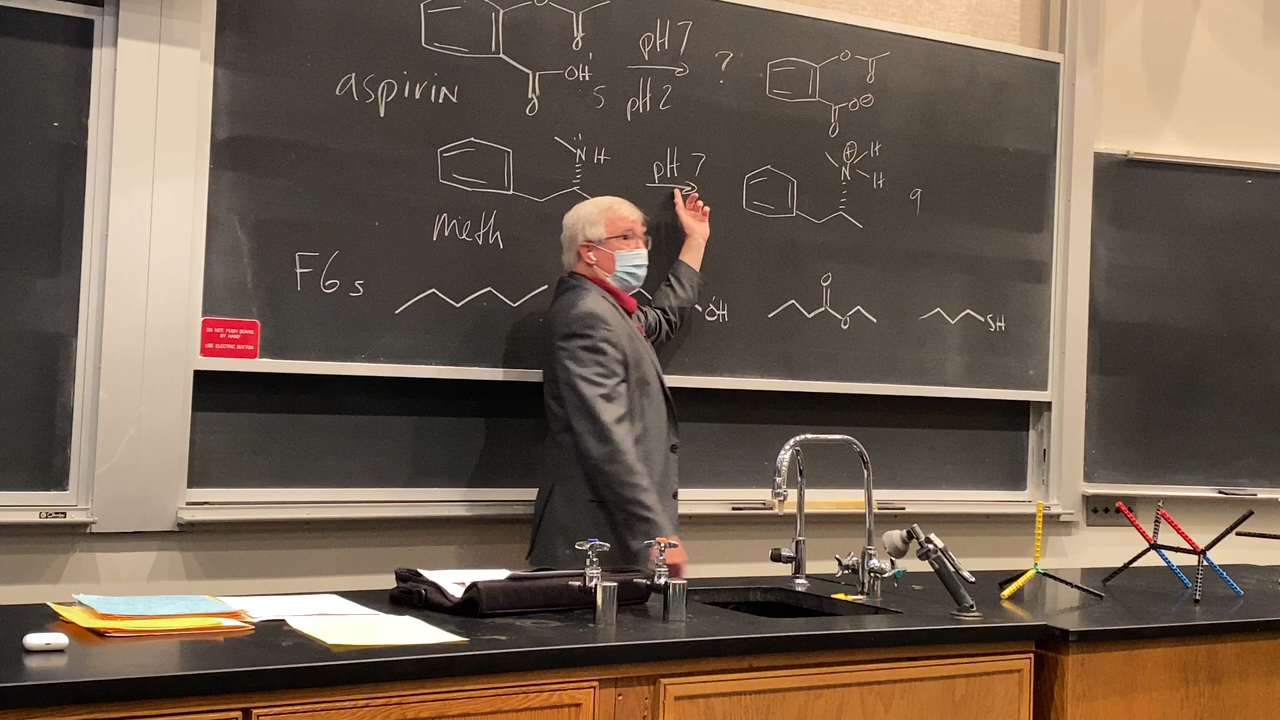 O
O
OH
aspirin
5
pH 7
pH 2
?
O
O
O⊖
O
N H
meth
pH 7
⊕
N
H
H
9
F6s
OH
O
O
SH
DO NOT PUSH BOARD
BY HAND
USE ELECTRIC BUTTON